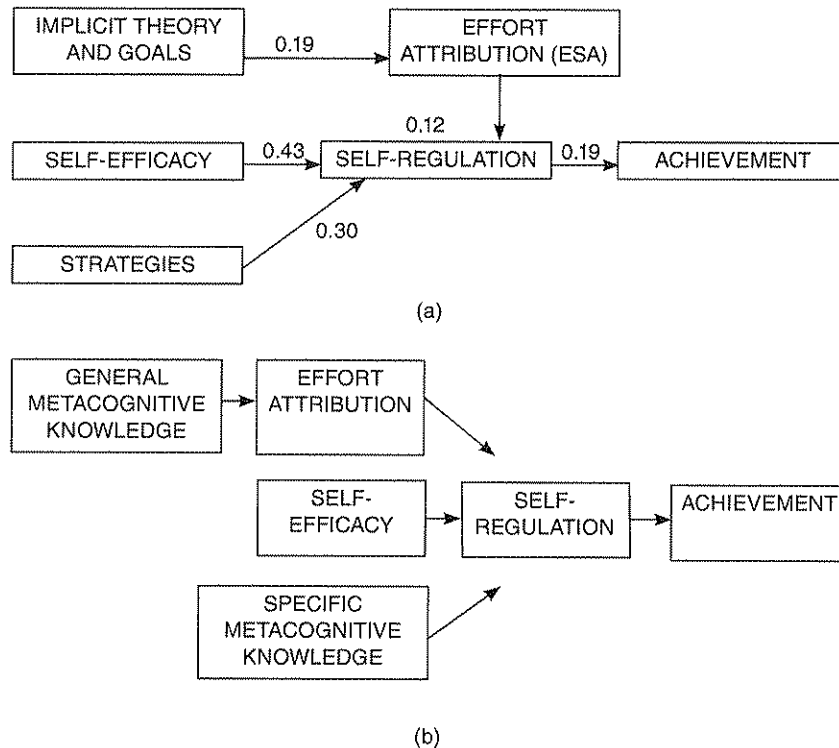 IMPLICIT THEORY
AND GOALS
0.19
EFFORT
ATTRIBUTION (ESA)
0.12
SELF-EFFICACY
0.43
SELF-REGULATION
0.19
ACHIEVEMENT
0.30
STRATEGIES
(a)
GENERAL
METACOGNITIVE
KNOWLEDGE
EFFORT
ATTRIBUTION
SELF-
EFFICACY
SELF-
REGULATION
ACHIEVEMENT
SPECIFIC
METACOGNITIVE
KNOWLEDGE
(b)